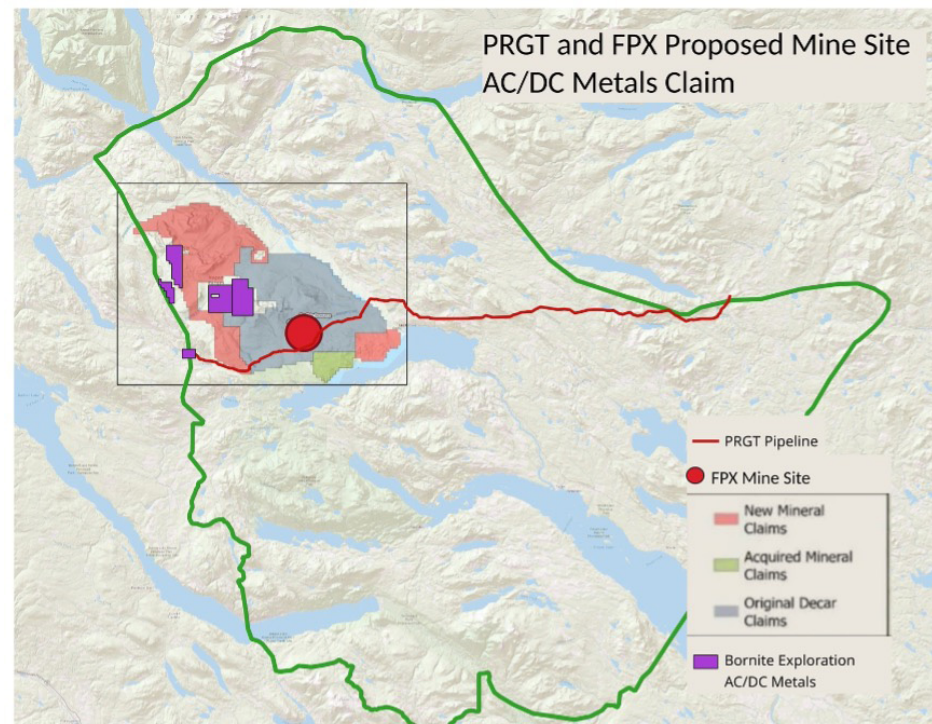 PRGT and FPX Proposed Mine Site
AC/DC Metals Claim
PRGT Pipeline
FPX Mine Site
New Mineral
Claims
Acquired Mineral
Claims
Original Decar
Claims
Bornite Exploration
AC/DC Metals